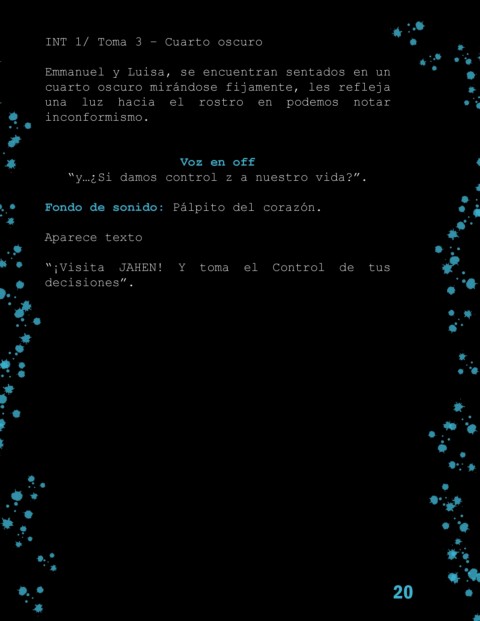 INT 1/ Toma 3 – Cuarto oscuro
Emmanuel y Luisa, se encuentran sentados en un
cuarto oscuro mirándose fijamente, les refleja
una luz hacia el rostro en podemos notar
inconformismo.
Voz en off
“y…¿Si damos control z a nuestro vida?”.
Fondo de sonido: Pálpito del corazón.
Aparece texto
“¡Visita JAHEN! Y toma el Control de tus
decisiones”.
20